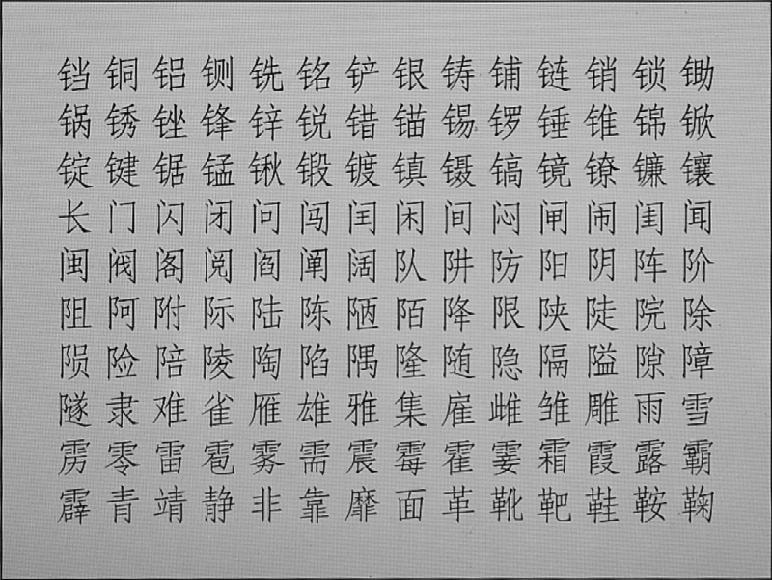 铛铜铝铡铣铭铲银铸铺链销锁锄
锅锈锉锋锌锐错锚锡锣锤锥锦锨
锭键锯锰锹锻镀镇镊镐镜镣镰镶
长门闪闭问闯闰闲间闷闸闹闺闻
闽阀阁阅阎阐阔队阱防阳阴阵阶
阻阿附际陆陈陋陌降限陕陡院除
陨险陪陵陶陷隅隆随隐隔隘隙障
隧隶难雀雁雄雅集雇雌雏雕雨雪
雳零雷雹雾需震霉霍霎霜霞露霸
霹青靖静非靠靡面革靴靶鞋鞍鞠